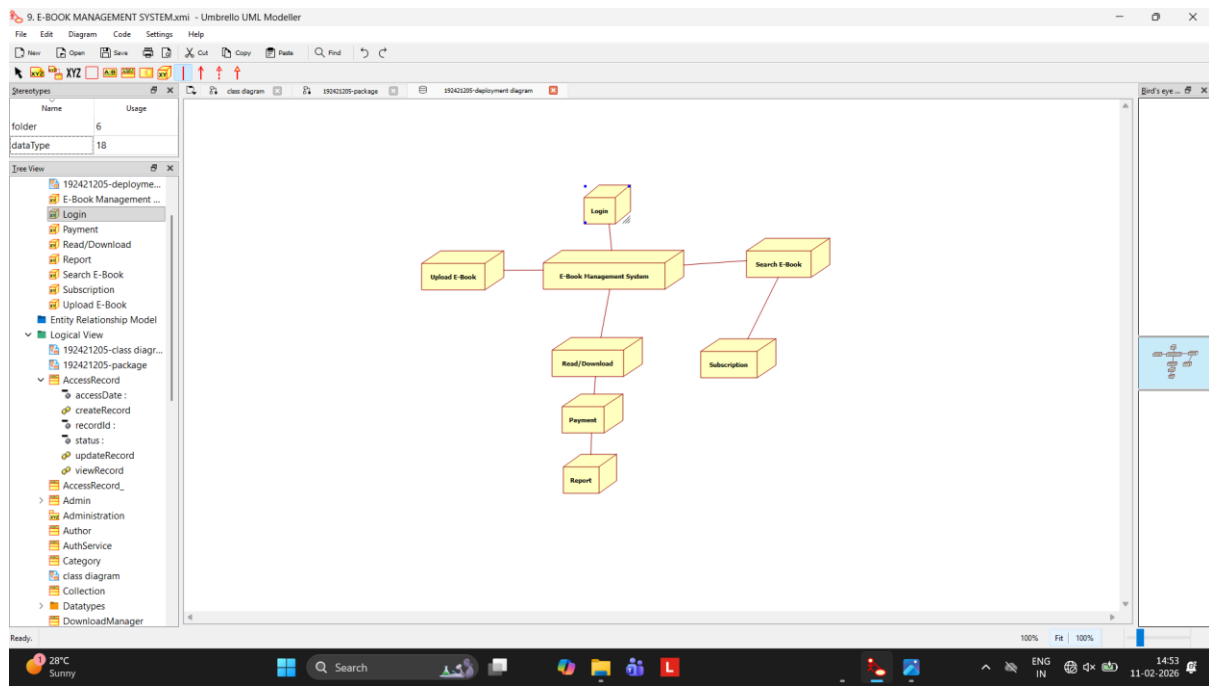 9. E-BOOK MANAGEMENT SYSTEM.xmi - Umbrello UML Modeller
File Edit Diagram Code Settings Help
New Open Save Cut Copy Paste Find
XYZ
Stereotypes
class diagram 192421205-package 192421205-deployment diagram
Bird's eye ...
Name Usage
folder 6
dataType 18
Tree View
192421205-deployme...
E-Book Management ...
Login
Payment
Read/Download
Report
Search E-Book
Subscription
Upload E-Book
Entity Relationship Model
Logical View
192421205-class diagr...
192421205-package
AccessRecord
accessDate :
createRecord
recordId :
status :
updateRecord
viewRecord
AccessRecord_
Admin
Administration
Author
AuthService
Category
class diagram
Collection
Datatypes
DownloadManager
Login
Upload E-Book
E-Book Management System
Search E-Book
Read/Download
Subscription
Payment
Report
Ready.
100% Fit 100%
1
28°C
Sunny
Search
L
ENG
IN
14:53
11-02-2026